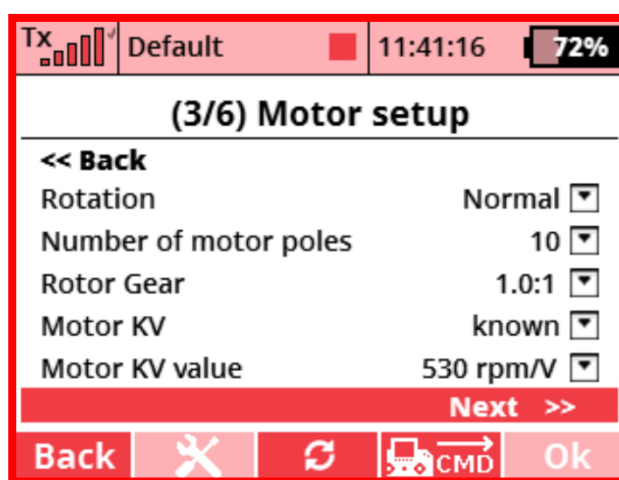 Tx Default 11:41:16 72%
(3/6) Motor setup
<< Back
Rotation Normal
Number of motor poles 10
Rotor Gear 1.0:1
Motor KV known
Motor KV value 530 rpm/V
Next >>
Back CMD Ok